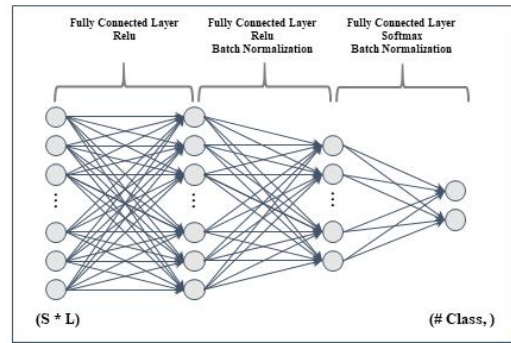 Fully Connected Layer
Relu
Fully Connected Layer
Relu
Batch Normalization
Fully Connected Layer
Softmax
Batch Normalization
(S * L)
(# Class, )